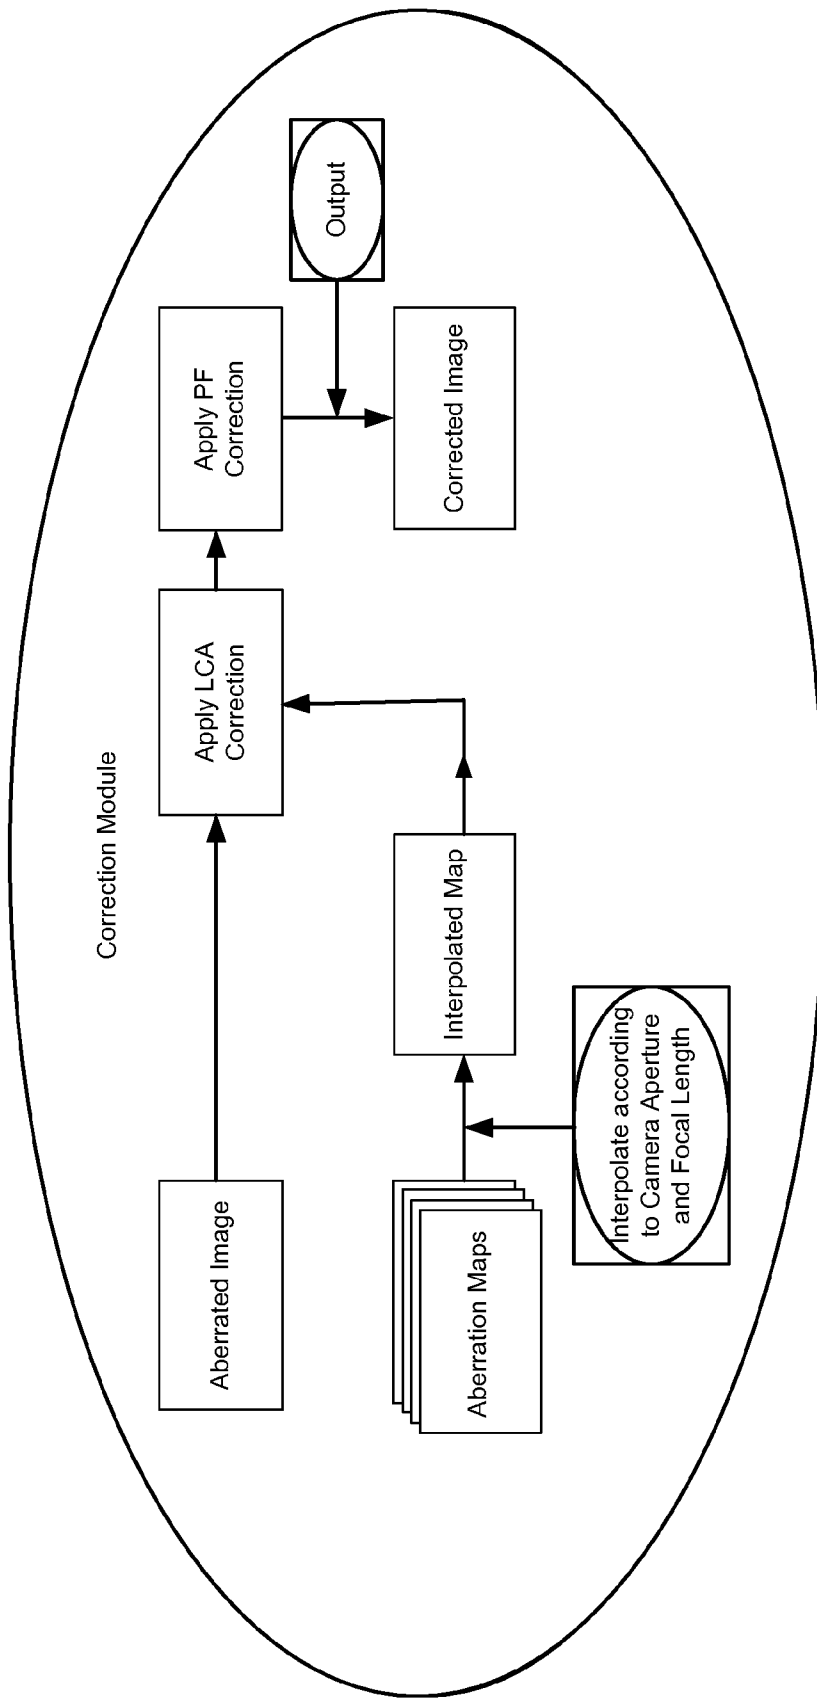 Correction Module
Aberrated Image
Apply LCA
Correction
Apply PF
Correction
Output
Aberration Maps
Interpolated Map
Corrected Image
Interpolate according
to Camera Aperture
and Focal Length